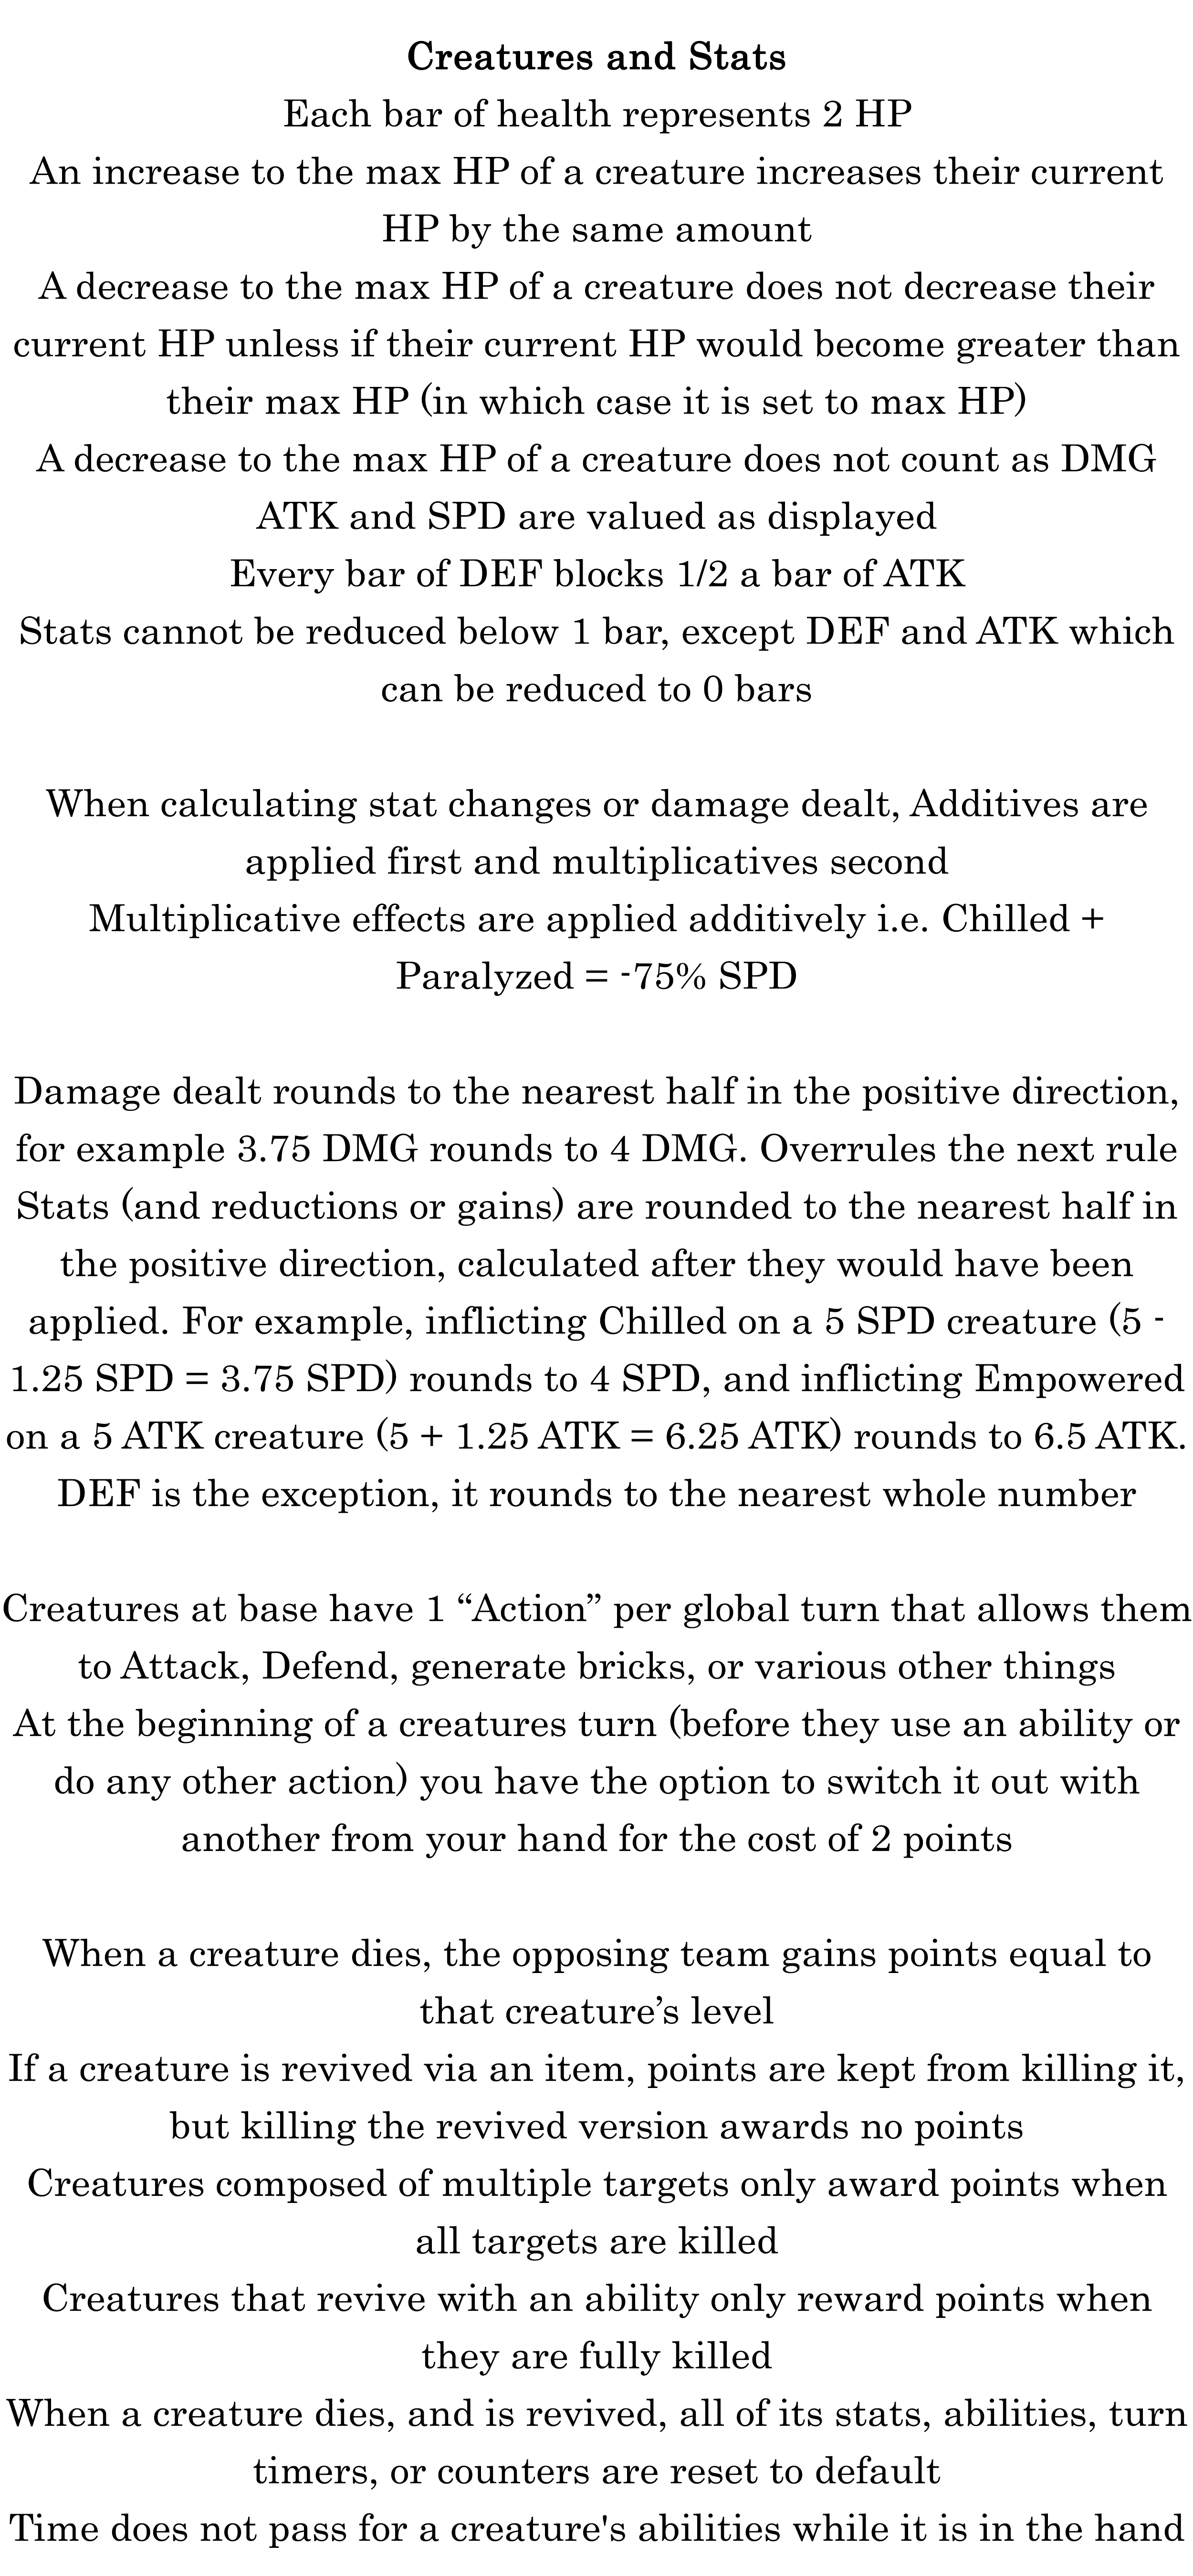 Creatures and Stats
Each bar of health represents 2 HP
An increase to the max HP of a creature increases their current
HP by the same amount
A decrease to the max HP of a creature does not decrease their
current HP unless if their current HP would become greater than
their max HP (in which case it is set to max HP)
A decrease to the max HP of a creature does not count as DMG
ATK and SPD are valued as displayed
Every bar of DEF blocks 1/2 a bar of ATK
Stats cannot be reduced below 1 bar, except DEF and ATK which
can be reduced to 0 bars
When calculating stat changes or damage dealt, Additives are
applied first and multiplicatives second
Multiplicative effects are applied additively i.e. Chilled +
Paralyzed = -75% SPD
Damage dealt rounds to the nearest half in the positive direction,
for example 3.75 DMG rounds to 4 DMG. Overrules the next rule
Stats (and reductions or gains) are rounded to the nearest half in
the positive direction, calculated after they would have been
applied. For example, inflicting Chilled on a 5 SPD creature (5 -
1.25 SPD = 3.75 SPD) rounds to 4 SPD, and inflicting Empowered
on a 5 ATK creature (5 + 1.25 ATK = 6.25 ATK) rounds to 6.5 ATK.
DEF is the exception, it rounds to the nearest whole number
Creatures at base have 1 “Action” per global turn that allows them
to Attack, Defend, generate bricks, or various other things
At the beginning of a creatures turn (before they use an ability or
do any other action) you have the option to switch it out with
another from your hand for the cost of 2 points
When a creature dies, the opposing team gains points equal to
that creature’s level
If a creature is revived via an item, points are kept from killing it,
but killing the revived version awards no points
Creatures composed of multiple targets only award points when
all targets are killed
Creatures that revive with an ability only reward points when
they are fully killed
When a creature dies, and is revived, all of its stats, abilities, turn
timers, or counters are reset to default
Time does not pass for a creature's abilities while it is in the hand